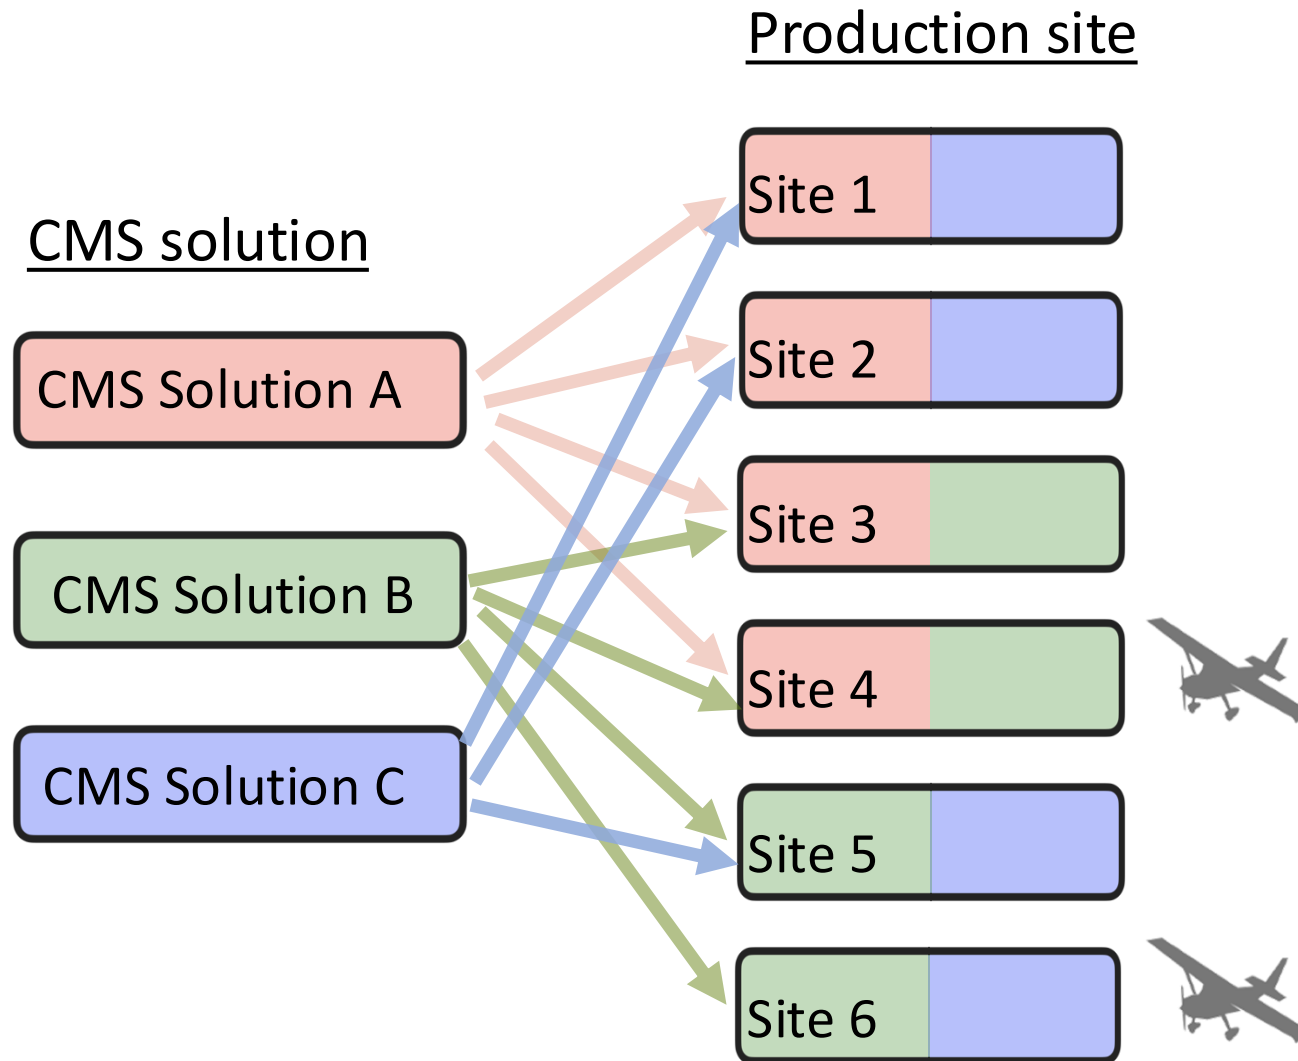 Production site
CMS solution
CMS Solution A
CMS Solution B
CMS Solution C
Site 1
Site 2
Site 3
Site 4
Site 5
Site 6